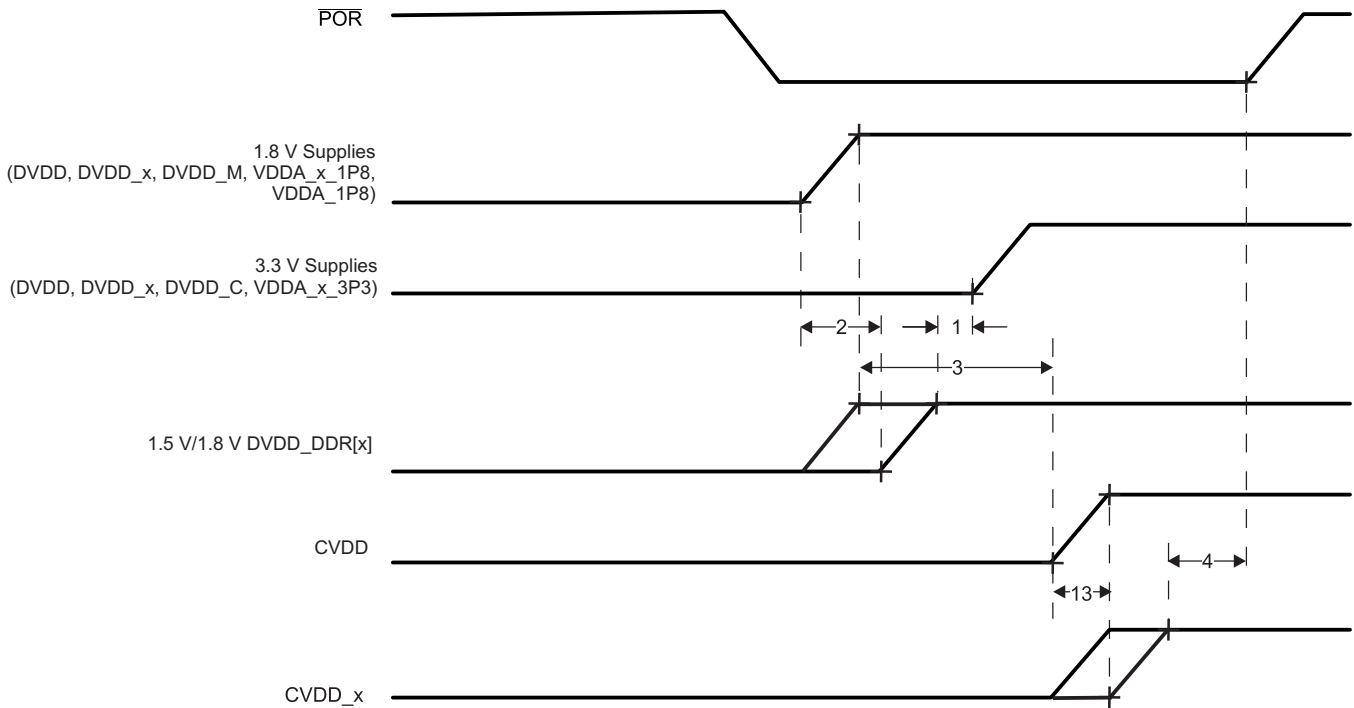 POR
1.8 V Supplies
(DVDD, DVDD_x, DVDD_M, VDDA_x_1P8,
VDDA_1P8)
3.3 V Supplies
(DVDD, DVDD_x, DVDD_C, VDDA_x_3P3)
2
1
3
1.5 V/1.8 V DVDD_DDR[x]
CVDD
4
13
CVDD_x